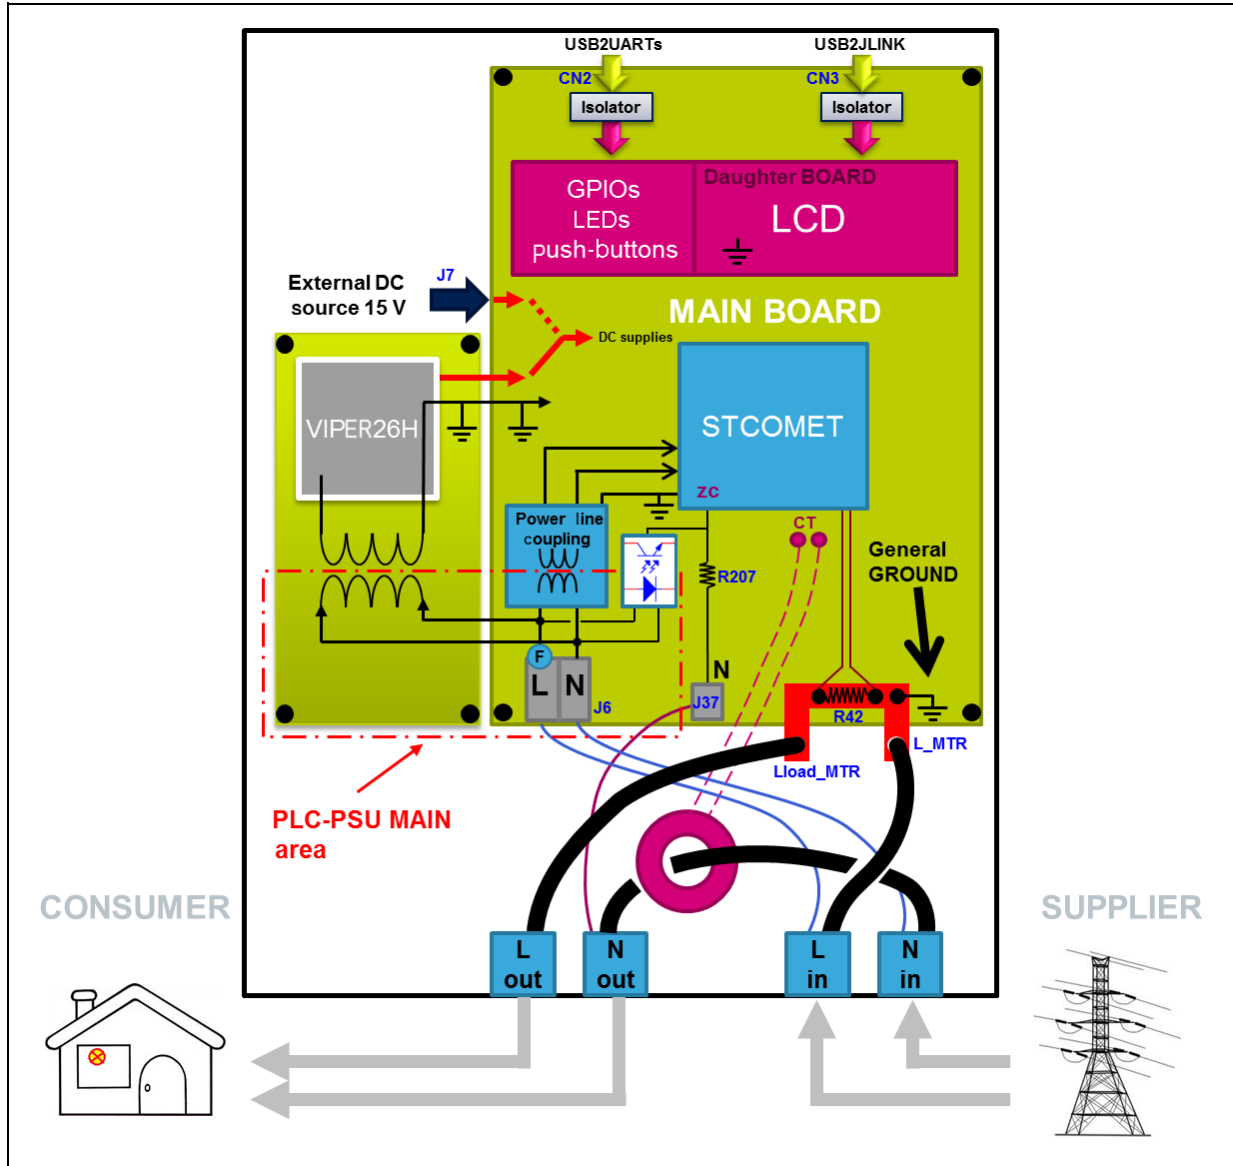 USB2UARTs
USB2JLINK
CN2
CN3
Isolator
Isolator
GPIOs
LEDs
push-buttons
Daughter BOARD
LCD
External DC
source 15 V
J7
MAIN BOARD
DC supplies
VIPER26H
STCOMET
ZC
Power line
coupling
CT
R207
General
GROUND
F
L
N
J6
N
J37
R42
L_MTR
Lload_MTR
PLC-PSU MAIN
area
CONSUMER
SUPPLIER
L
out
N
out
L
in
N
in